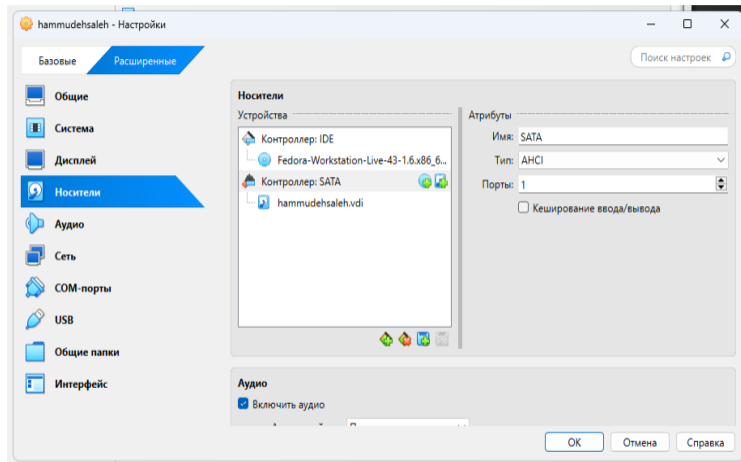 hammudehsaleh - Настройки
Базовые Расширенные Поиск настроек
Общие
Система
Дисплей
Носители
Аудио
Сеть
COM-порты
USB
Общие папки
Интерфейс
Носители
Устройства
Контроллер: IDE
Fedora-Workstation-Live-43-1.6.x86_6...
Контроллер: SATA
hammudehsaleh.vdi
Атрибуты
Имя: SATA
Тип: AHCI
Порты: 1
Кеширование ввода/вывода
Аудио
Включить аудио
OK Отмена Справка